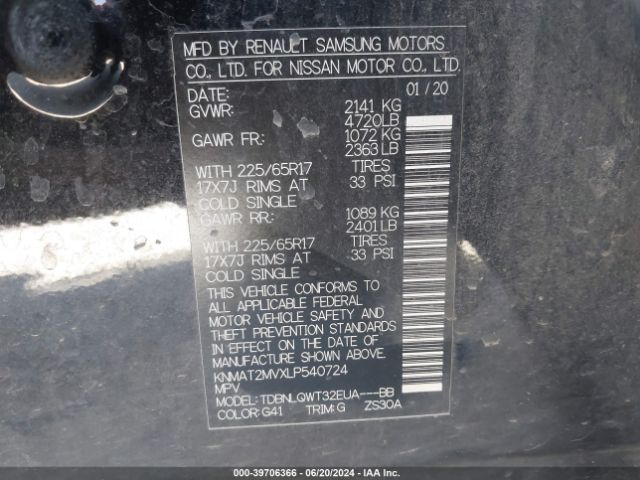 MFD BY RENAULT SAMSUNG MOTORS
CO., LTD. FOR NISSAN MOTOR CO., LTD.
DATE: 01 / 20
GVWR: 2141 KG
4720LB
GAWR FR: 1072 KG
2363 LB
WITH 225/65R17 TIRES
17X7J RIMS AT 33 PSI
COLD SINGLE
GAWR RR: 1089 KG
2401 LB
WITH 225/65R17 TIRES
17X7J RIMS AT 33 PSI
COLD SINGLE
THIS VEHICLE CONFORMS TO
ALL APPLICABLE FEDERAL
MOTOR VEHICLE SAFETY AND
THEFT PREVENTION STANDARDS
IN EFFECT ON THE DATE OF
MANUFACTURE SHOWN ABOVE.
KNMAT2MVXLP540724
MPV
MODEL: TDBNLQWT32EUA---BB
COLOR: G41 TRIM: G ZS30A
000-39706366 - 06/20/2024 - IAA Inc.